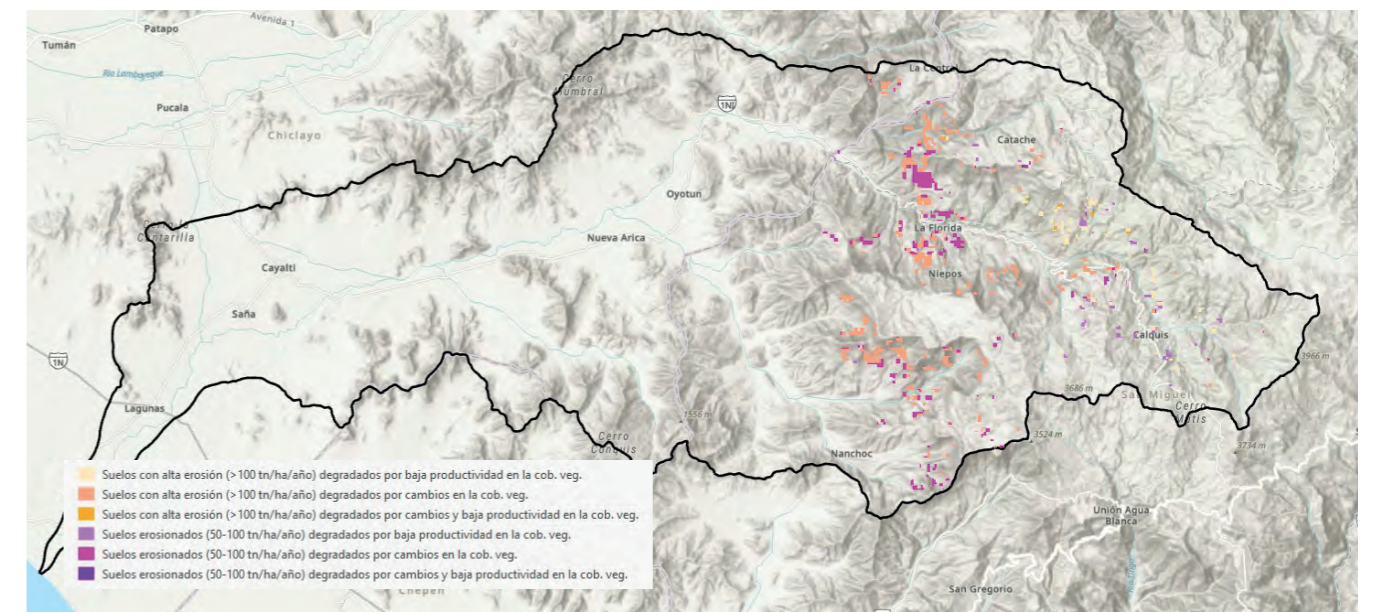 Avenida 1
Patapo
Tumán
Rio Lambayeque
Pucala
Chiclayo
Cerro
1N
La Central
Catache
Oyotun
Nueva Arica
La Florida
Niepos
Cayalti
Saña
1N
Lagunas
Calquis
3966 m
3686 m
San Miguel
Cerro
3524 m
3734 m
1556 m
Cerro
Nanchoc
Unión Agua
Blanca
San Gregorio
Chepen
Suelos con alta erosión (>100 tn/ha/año) degradados por baja productividad en la cob. veg.
Suelos con alta erosión (>100 tn/ha/año) degradados por cambios en la cob. veg.
Suelos con alta erosión (>100 tn/ha/año) degradados por cambios y baja productividad en la cob. veg.
Suelos erosionados (50-100 tn/ha/año) degradados por baja productividad en la cob. veg.
Suelos erosionados (50-100 tn/ha/año) degradados por cambios en la cob. veg.
Suelos erosionados (50-100 tn/ha/año) degradados por cambios y baja productividad en la cob. veg.